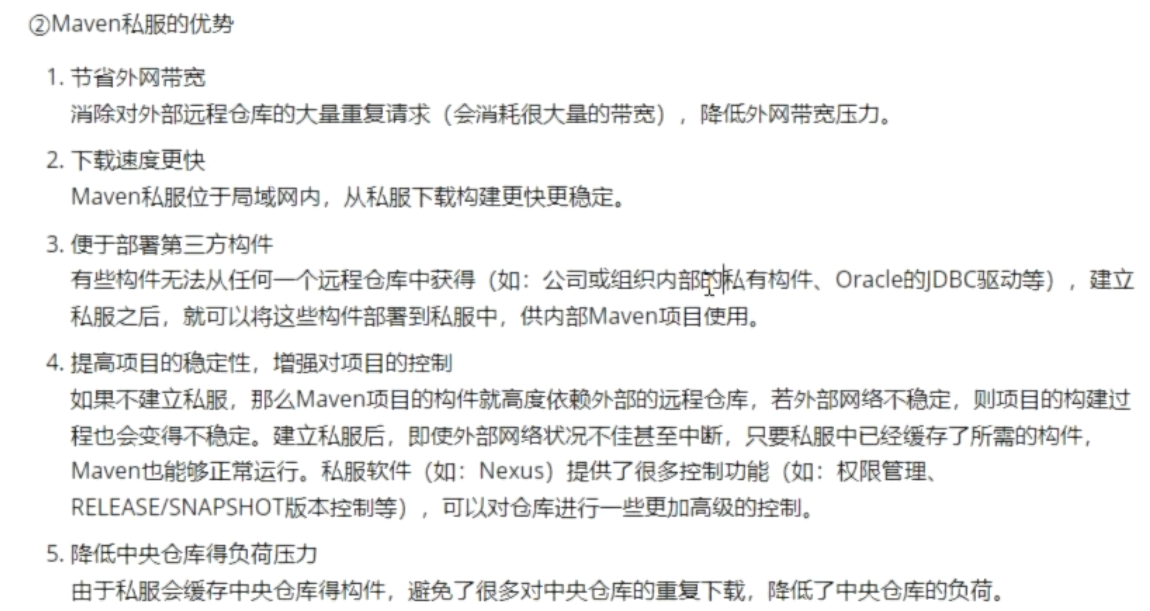 ②Maven私服的优势
1. 节省外网带宽
消除对外部远程仓库的大量重复请求（会消耗很大量的带宽），降低外网带宽压力。
2. 下载速度更快
Maven私服位于局域网内，从私服下载构建更快更稳定。
3. 便于部署第三方构件
有些构件无法从任何一个远程仓库中获得（如：公司或组织内部的私有构件、Oracle的JDBC驱动等），建立
私服之后，就可以将这些构件部署到私服中，供内部Maven项目使用。
4. 提高项目的稳定性，增强对项目的控制
如果不建立私服，那么Maven项目的构件就高度依赖外部的远程仓库，若外部网络不稳定，则项目的构建过
程也会变得不稳定。建立私服后，即使外部网络状况不佳甚至中断，只要私服中已经缓存了所需的构件，
Maven也能够正常运行。私服软件（如：Nexus）提供了很多控制功能（如：权限管理、
RELEASE/SNAPSHOT版本控制等），可以对仓库进行一些更加高级的控制。
5. 降低中央仓库得负荷压力
由于私服会缓存中央仓库得构件，避免了很多对中央仓库的重复下载，降低了中央仓库的负荷。